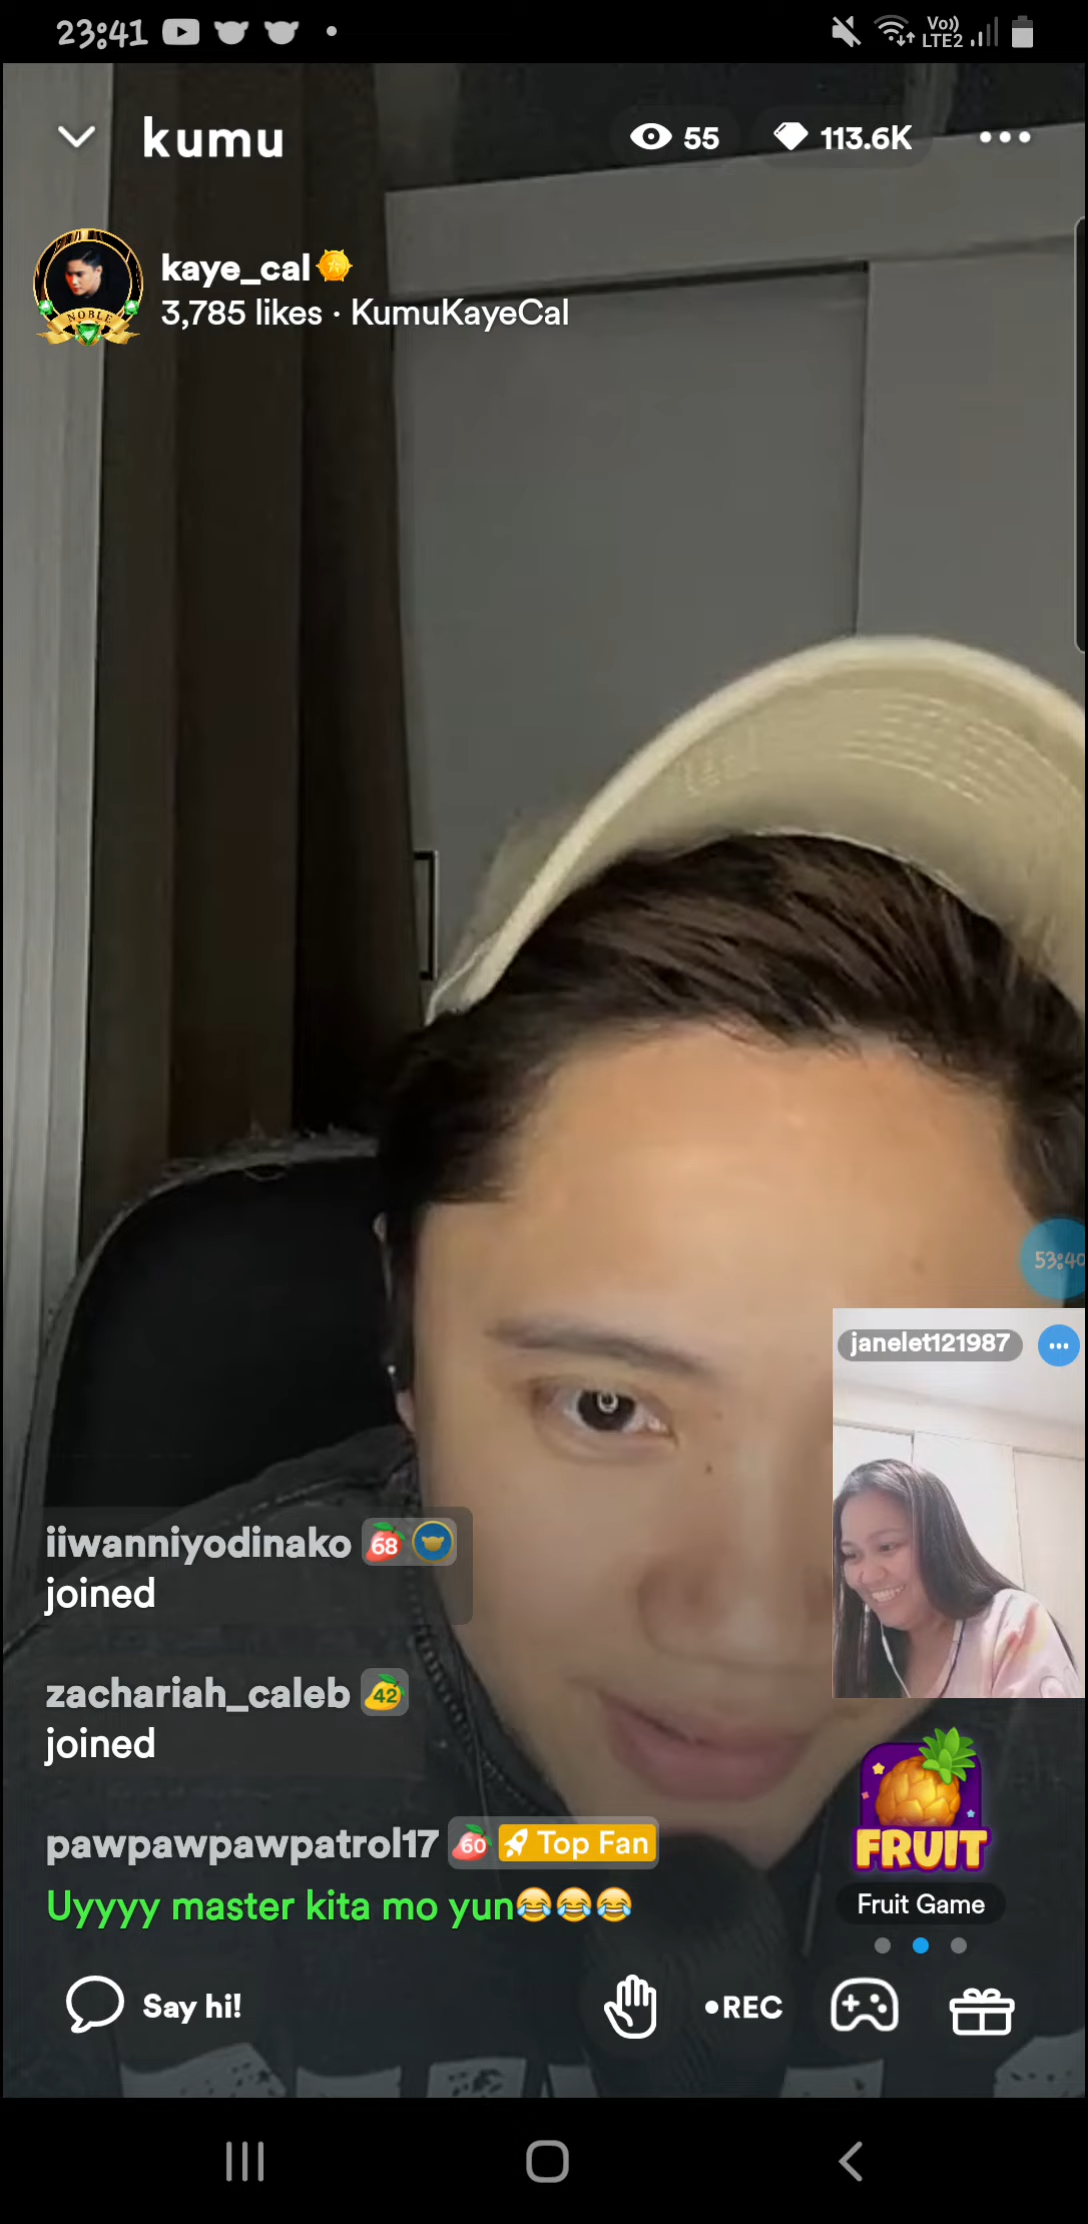 23:41
Vo))
LTE2
kumu
55
113.6K
kaye_cal
3,785 likes · KumuKayeCal
NOBLE
53:40
janelet121987
iiwanniyodinako 68
joined
zachariah_caleb 42
joined
pawpawpawpatrol17 60 Top Fan
Uyyyy master kita mo yun😂😂😂
FRUIT
Fruit Game
Say hi!
•REC